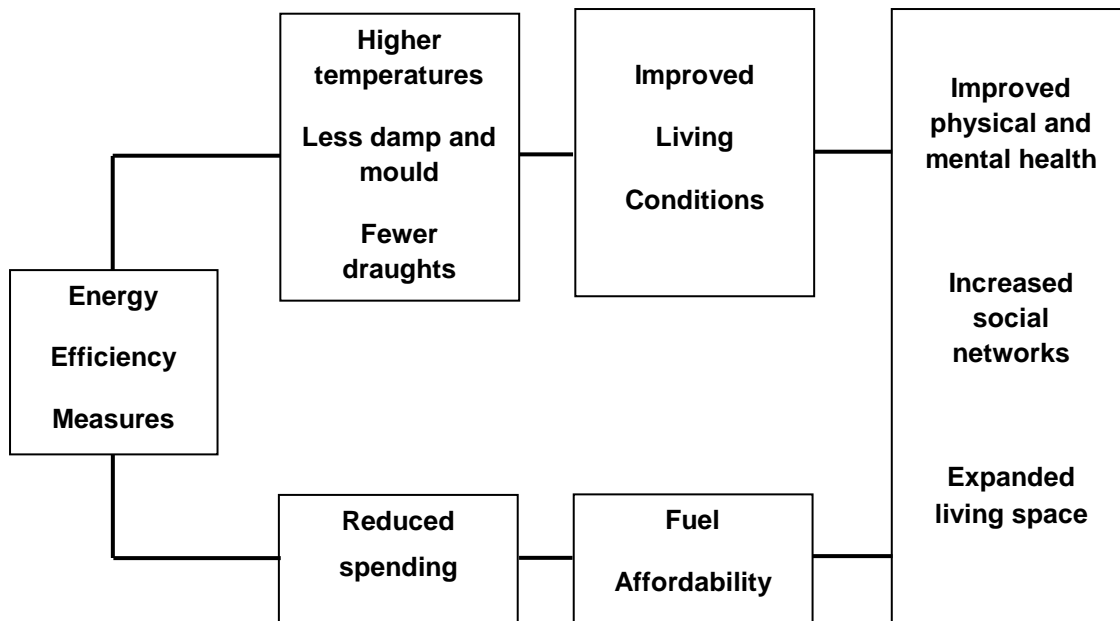 Energy
Efficiency
Measures
Higher
temperatures
Less damp and
mould
Fewer
draughts
Improved
Living
Conditions
Reduced
spending
Fuel
Affordability
Improved
physical and
mental health
Increased
social
networks
Expanded
living space